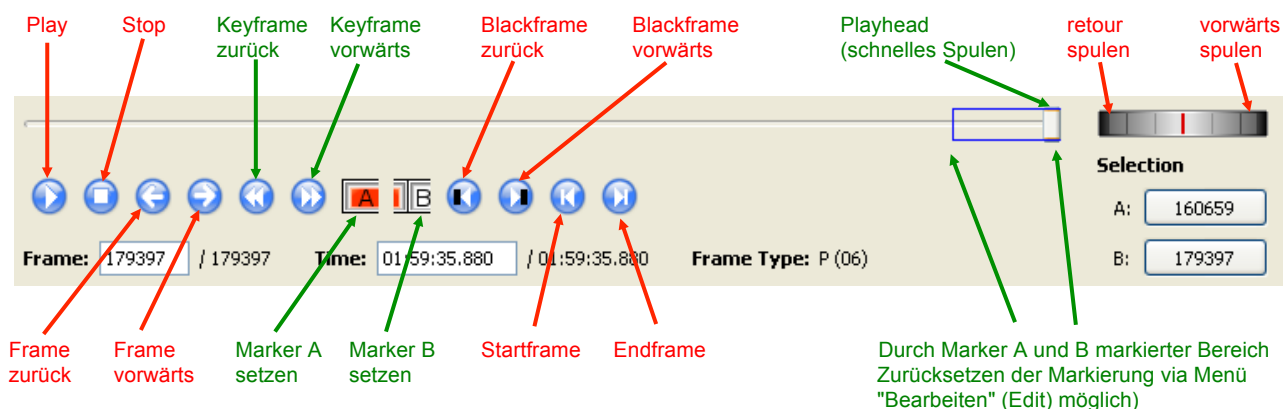 Play
Stop
Keyframe
zurück
Keyframe
vorwärts
Blackframe
zurück
Blackframe
vorwärts
Playhead
(schnelles Spulen)
retour
spulen
vorwärts
spulen
Selection
A B
A: 160659
Frame: 179397 / 179397 Time: 01:59:35.880 / 01:59:35.880 Frame Type: P (06)
B: 179397
Frame
zurück
Frame
vorwärts
Marker A
setzen
Marker B
setzen
Startframe
Endframe
Durch Marker A und B markierter Bereich
Zurücksetzen der Markierung via Menü
"Bearbeiten" (Edit) möglich)